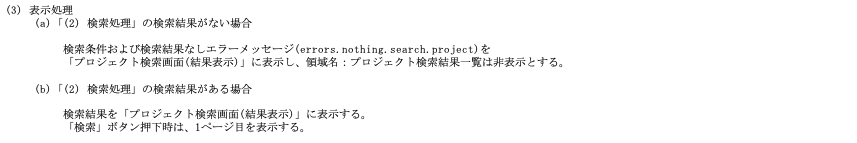 (3) 表示処理
(a)「(2) 検索処理」の検索結果がない場合
検索条件および検索結果なしエラーメッセージ(errors.nothing.search.project)を
「プロジェクト検索画面(結果表示)」に表示し、領域名：プロジェクト検索結果一覧は非表示とする。
(b)「(2) 検索処理」の検索結果がある場合
検索結果を「プロジェクト検索画面(結果表示)」に表示する。
「検索」ボタン押下時は、1ページ目を表示する。